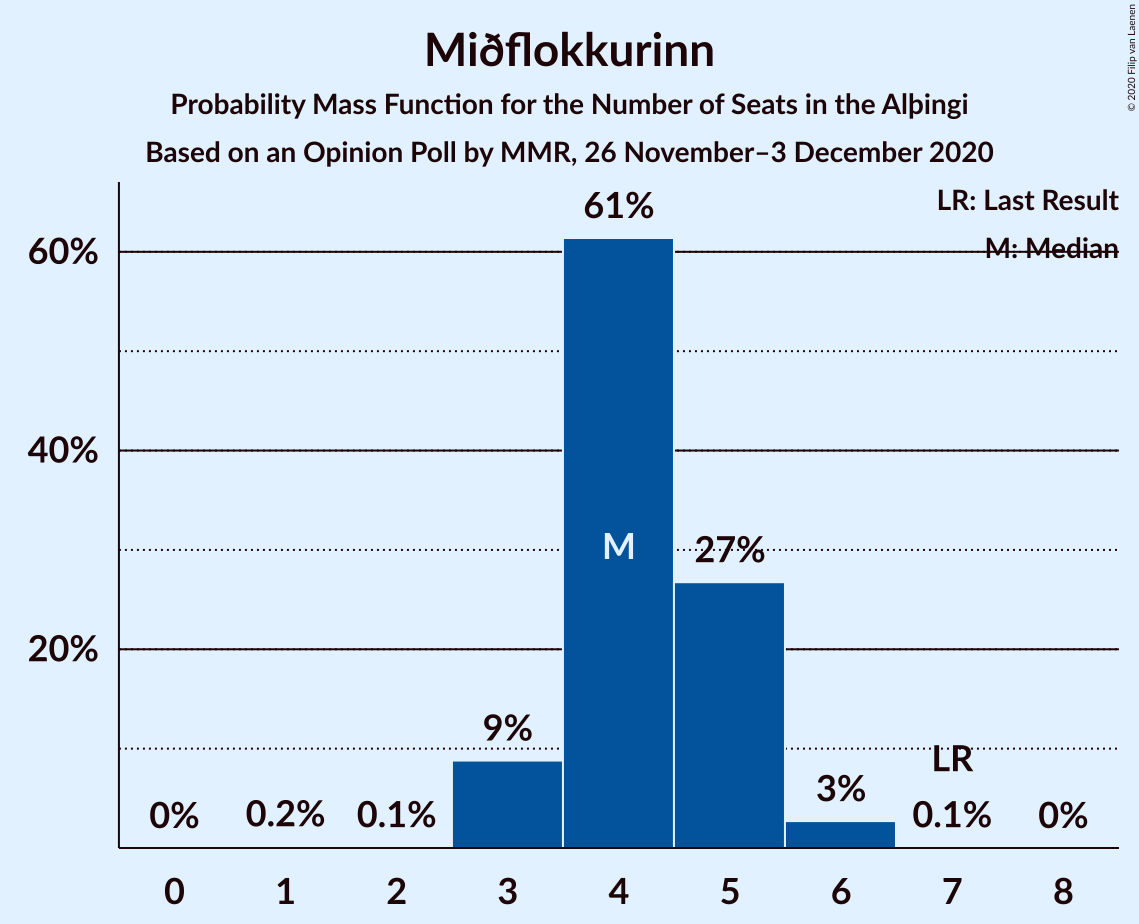 Miðflokkurinn
Probability Mass Function for the Number of Seats in the Alþingi
Based on an Opinion Poll by MMR, 26 November–3 December 2020
© 2020 Filip van Laenen
LR: Last Result
M: Median
60%
40%
20%
0%
0.2%
0.1%
9%
61%
M
27%
3%
LR
0.1%
0%
0 1 2 3 4 5 6 7 8